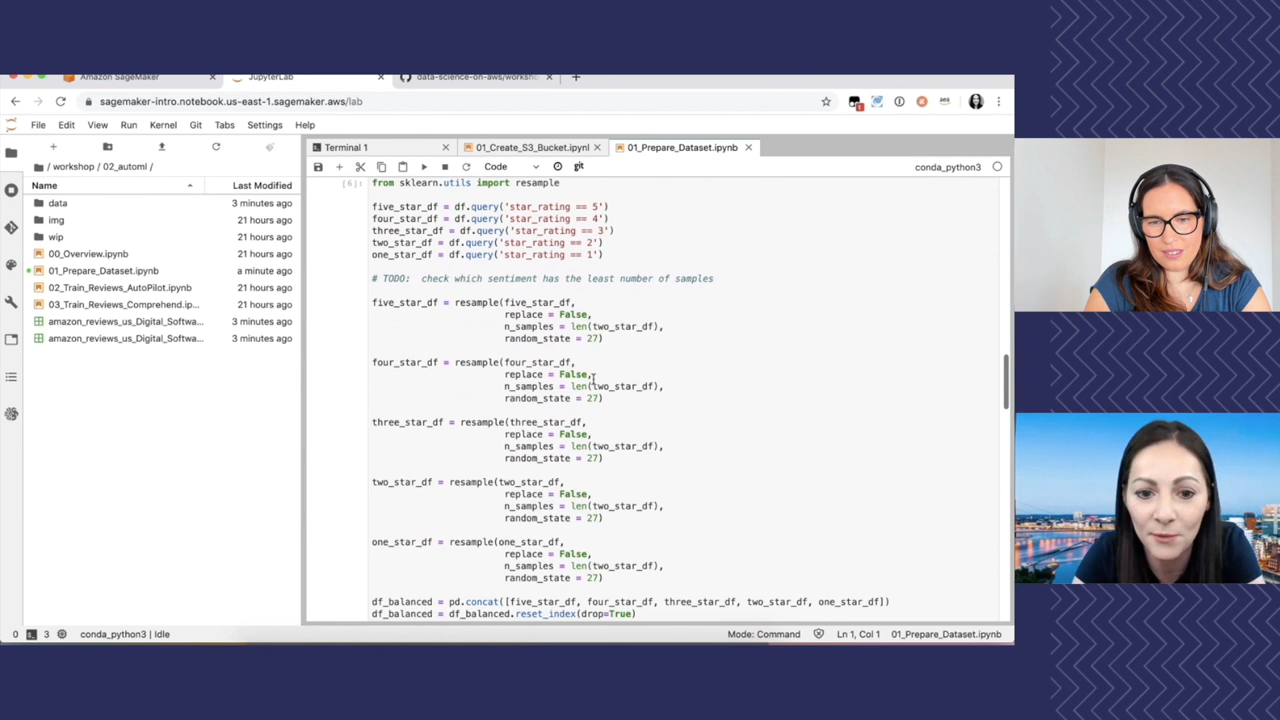 Amazon SageMaker
JupyterLab
data-science-on-aws/worksho
sagemaker-intro.notebook.us-east-1.sagemaker.aws/lab
File Edit View Run Kernel Git Tabs Settings Help
/ workshop / 02_automl /
Name Last Modified
data 3 minutes ago
img 21 hours ago
wip 21 hours ago
00_Overview.ipynb 21 hours ago
01_Prepare_Dataset.ipynb a minute ago
02_Train_Reviews_AutoPilot.ipynb 21 hours ago
03_Train_Reviews_Comprehend.ip... 21 hours ago
amazon_reviews_us_Digital_Softwa... 3 minutes ago
amazon_reviews_us_Digital_Softwa... 3 minutes ago
Terminal 1
01_Create_S3_Bucket.ipynl
01_Prepare_Dataset.ipynb
Code
git
conda_python3
[6]: from sklearn.utils import resample
five_star_df = df.query('star_rating == 5')
four_star_df = df.query('star_rating == 4')
three_star_df = df.query('star_rating == 3')
two_star_df = df.query('star_rating == 2')
one_star_df = df.query('star_rating == 1')
# TODO: check which sentiment has the least number of samples
five_star_df = resample(five_star_df,
replace = False,
n_samples = len(two_star_df),
random_state = 27)
four_star_df = resample(four_star_df,
replace = False,
n_samples = len(two_star_df),
random_state = 27)
three_star_df = resample(three_star_df,
replace = False,
n_samples = len(two_star_df),
random_state = 27)
two_star_df = resample(two_star_df,
replace = False,
n_samples = len(two_star_df),
random_state = 27)
one_star_df = resample(one_star_df,
replace = False,
n_samples = len(two_star_df),
random_state = 27)
df_balanced = pd.concat([five_star_df, four_star_df, three_star_df, two_star_df, one_star_df])
df_balanced = df_balanced.reset_index(drop=True)
0 3 conda_python3 | Idle
Mode: Command Ln 1, Col 1 01_Prepare_Dataset.ipynb